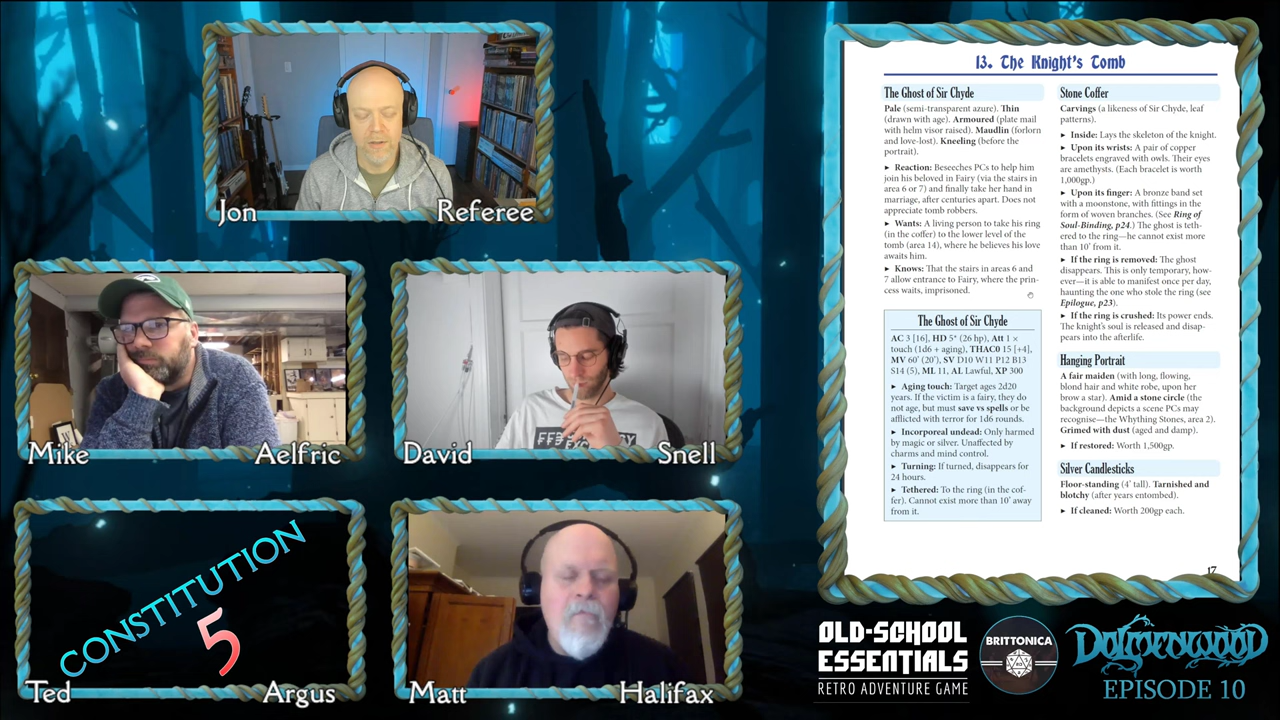 Jon
Referee
Mike
Aelfric
David
Snell
CONSTITUTION
5
Ted
Argus
Matt
Halifax
13. The Knight's Tomb
The Ghost of Sir Chyde
Pale (semi-transparent azure). Thin
(drawn with age). Armoured (plate mail
with helm visor raised). Maudlin (forlorn
and love-lost). Kneeling (before the
portrait).
► Reaction: Beseeches PCs to help him
join his beloved in Fairy (via the stairs in
area 6 or 7) and finally take her hand in
marriage, after centuries apart. Does not
appreciate tomb robbers.
► Wants: A living person to take his ring
(in the coffer) to the lower level of the
tomb (area 14), where he believes his love
awaits him.
► Knows: That the stairs in areas 6 and
7 allow entrance to Fairy, where the prin-
cess waits, imprisoned.
The Ghost of Sir Chyde
AC 3 [16], HD 5* (26 hp), Att 1 ×
touch (1d6 + aging), THAC0 15 [+4],
MV 60' (20'), SV D10 W11 P12 B13
S14 (5), ML 11, AL Lawful, XP 300
► Aging touch: Target ages 2d20
years. If the victim is a fairy, they do
not age, but must save vs spells or be
afflicted with terror for 1d6 rounds.
► Incorporeal undead: Only harmed
by magic or silver. Unaffected by
charms and mind control.
► Turning: If turned, disappears for
24 hours.
► Tethered: To the ring (in the cof-
fer). Cannot exist more than 10' away
from it.
Stone Coffer
Carvings (a likeness of Sir Chyde, leaf
patterns).
► Inside: Lays the skeleton of the knight.
► Upon its wrists: A pair of copper
bracelets engraved with owls. Their eyes
are amethysts. (Each bracelet is worth
1,000gp.)
► Upon its finger: A bronze band set
with a moonstone, with fittings in the
form of woven branches. (See Ring of
Soul-Binding, p24.) The ghost is teth-
ered to the ring—he cannot exist more
than 10' from it.
► If the ring is removed: The ghost
disappears. This is only temporary, how-
ever—it is able to manifest once per day,
haunting the one who stole the ring (see
Epilogue, p23).
► If the ring is crushed: Its power ends.
The knight's soul is released and disap-
pears into the afterlife.
Hanging Portrait
A fair maiden (with long, flowing,
blond hair and white robe, upon her
brow a star). Amid a stone circle (the
background depicts a scene PCs may
recognise—the Whything Stones, area 2).
Grimed with dust (aged and damp).
► If restored: Worth 1,500gp.
Silver Candlesticks
Floor-standing (4' tall). Tarnished and
blotchy (after years entombed).
► If cleaned: Worth 200gp each.
17
OLD-SCHOOL
ESSENTIALS
RETRO ADVENTURE GAME
BRITTONICA
DOLMENWOOD
EPISODE 10